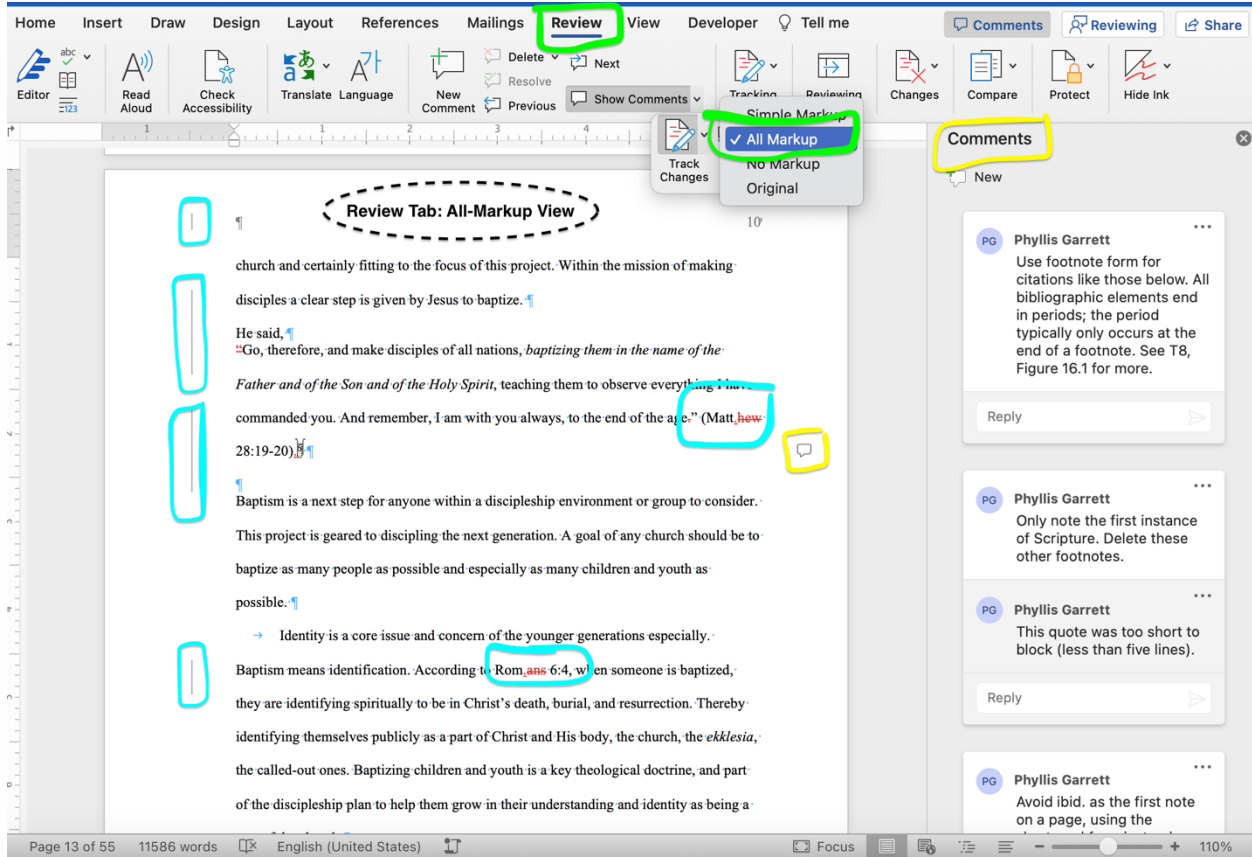 Home Insert Draw Design Layout References Mailings Review View Developer Tell me Comments Reviewing Share
abc
123
Editor
Read Aloud
Check Accessibility
Translate Language
New Comment
Delete
Resolve
Previous
Next
Show Comments
Tracking
Reviewing
Changes
Compare
Protect
Hide Ink
Track Changes
Simple Markup
✓ All Markup
No Markup
Original
1 1 2 3 4
Review Tab: All-Markup View
¶ 10
church and certainly fitting to the focus of this project. Within the mission of making
disciples a clear step is given by Jesus to baptize. ¶
He said, ¶
“Go, therefore, and make disciples of all nations, baptizing them in the name of the
Father and of the Son and of the Holy Spirit, teaching them to observe everything I have
commanded you. And remember, I am with you always, to the end of the age.” (Matt.hew
28:19-20). ¶
¶
Baptism is a next step for anyone within a discipleship environment or group to consider.
This project is geared to discipling the next generation. A goal of any church should be to
baptize as many people as possible and especially as many children and youth as
possible. ¶
→ Identity is a core issue and concern of the younger generations especially.
Baptism means identification. According to Rom.ans 6:4, when someone is baptized,
they are identifying spiritually to be in Christ’s death, burial, and resurrection. Thereby
identifying themselves publicly as a part of Christ and His body, the church, the ekklesia,
the called-out ones. Baptizing children and youth is a key theological doctrine, and part
of the discipleship plan to help them grow in their understanding and identity as being a
Comments
New
PG Phyllis Garrett
Use footnote form for
citations like those below. All
bibliographic elements end
in periods; the period
typically only occurs at the
end of a footnote. See T8,
Figure 16.1 for more.
Reply
PG Phyllis Garrett
Only note the first instance
of Scripture. Delete these
other footnotes.
PG Phyllis Garrett
This quote was too short to
block (less than five lines).
Reply
PG Phyllis Garrett
Avoid ibid. as the first note
on a page, using the
Page 13 of 55 11586 words English (United States) Focus 110%